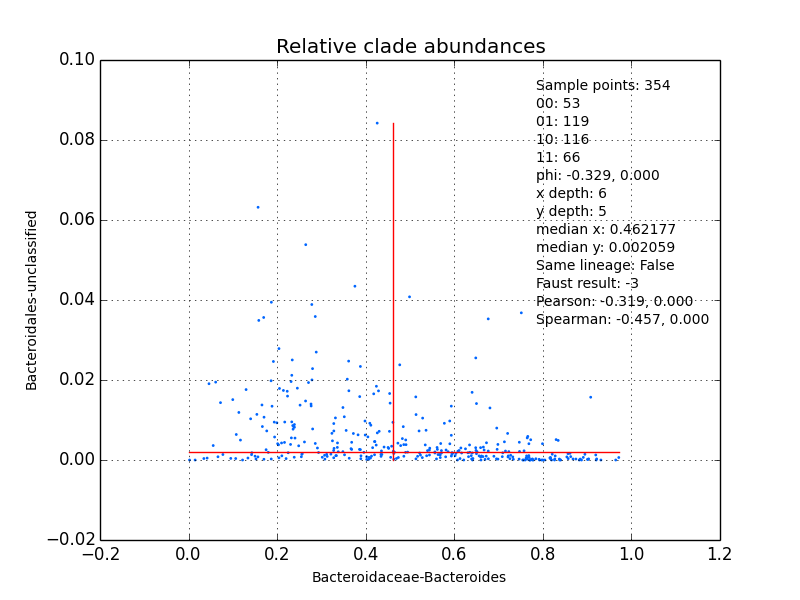 Relative clade abundances
0.10
0.08
0.06
0.04
0.02
0.00
−0.02
Bacteroidales-unclassified
Sample points: 354
00: 53
01: 119
10: 116
11: 66
phi: -0.329, 0.000
x depth: 6
y depth: 5
median x: 0.462177
median y: 0.002059
Same lineage: False
Faust result: -3
Pearson: -0.319, 0.000
Spearman: -0.457, 0.000
−0.2 0.0 0.2 0.4 0.6 0.8 1.0 1.2
Bacteroidaceae-Bacteroides